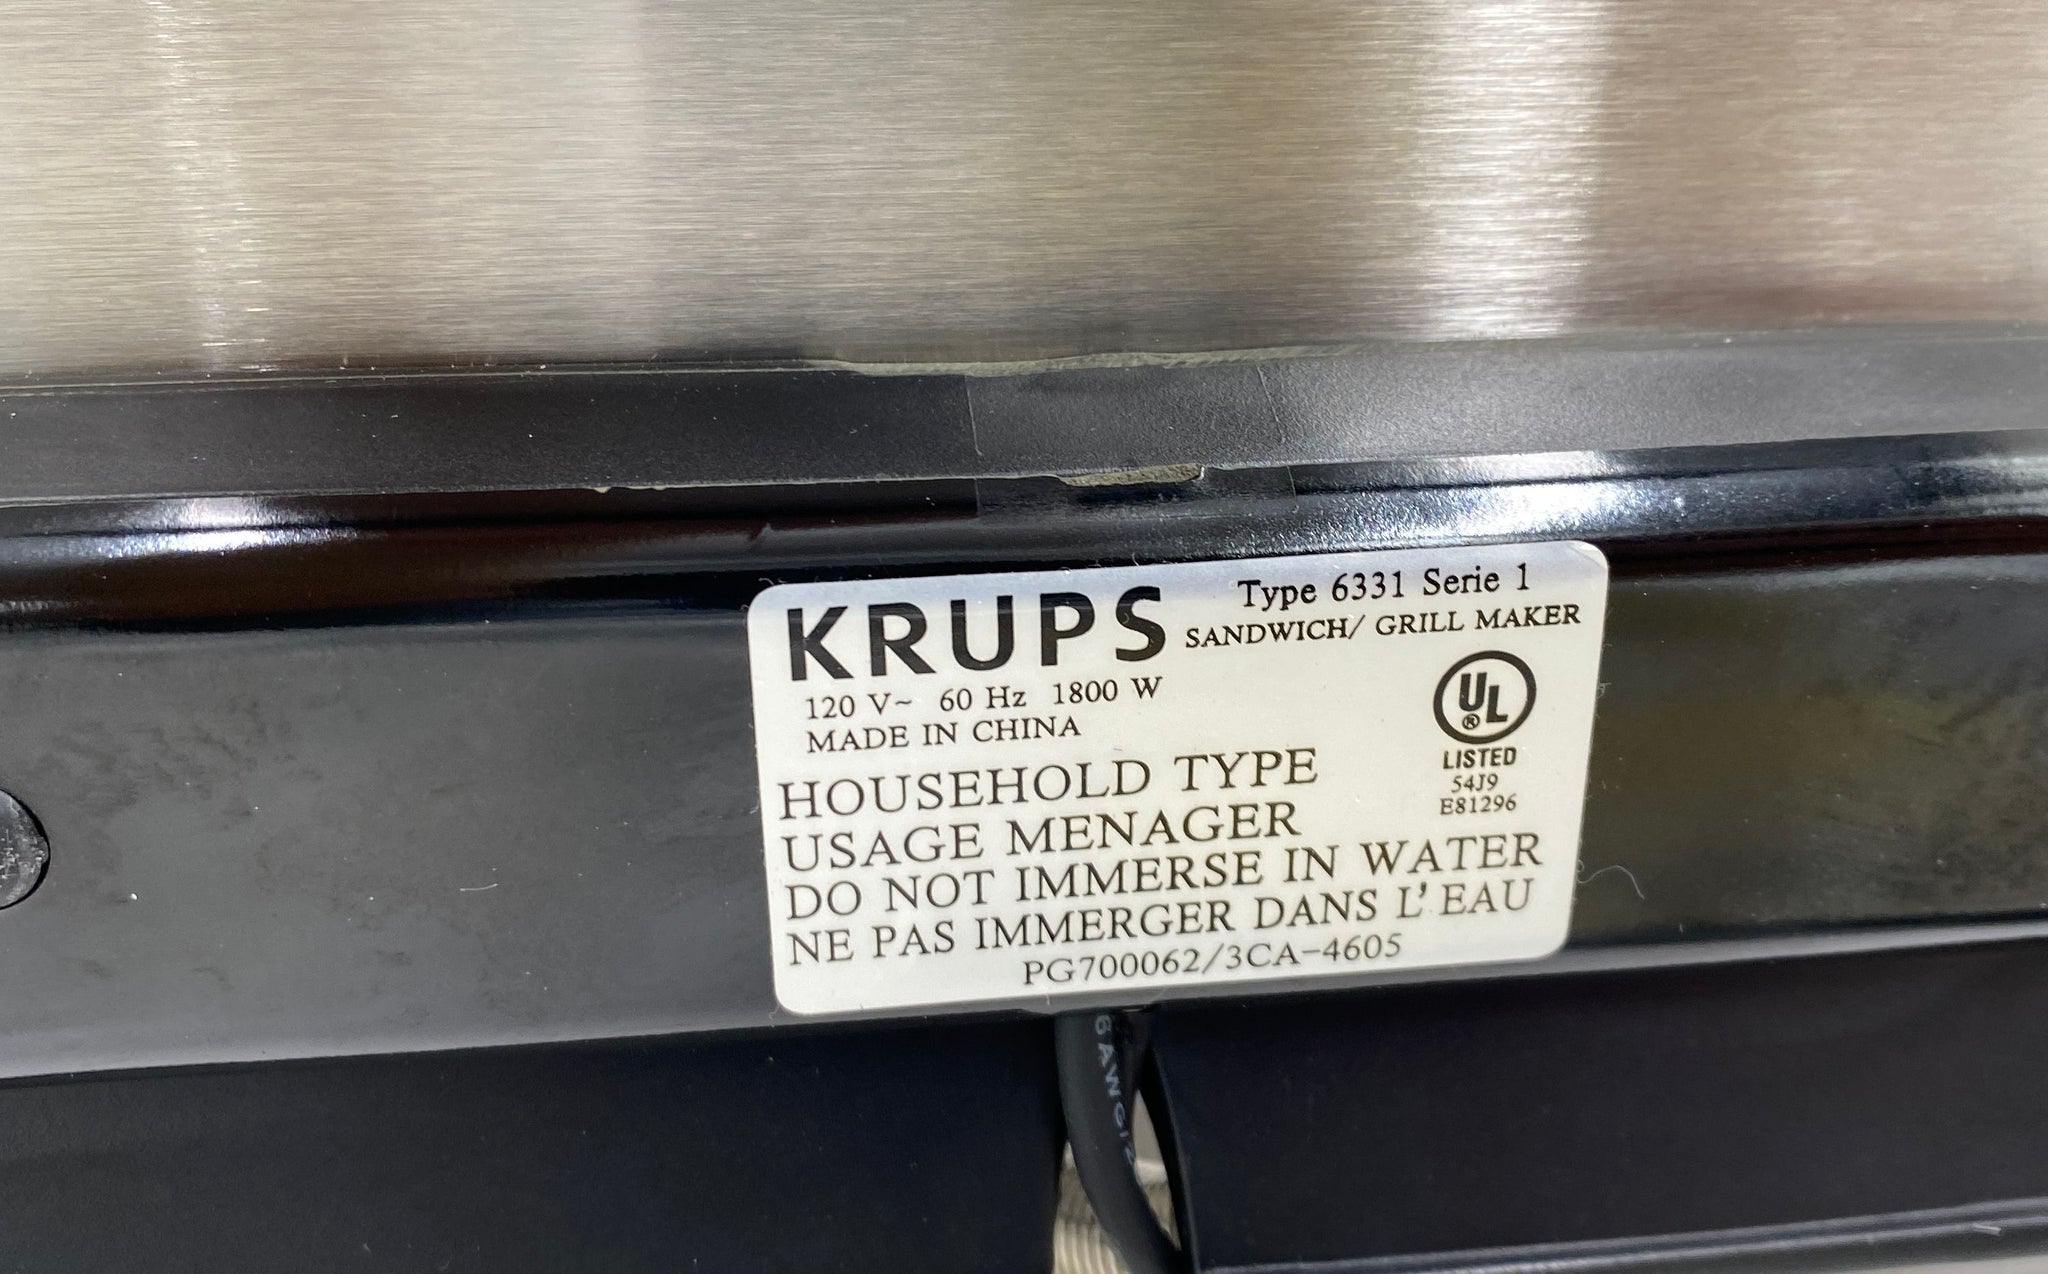 KRUPS
Type 6331 Serie 1
SANDWICH/ GRILL MAKER
120 V~ 60 Hz 1800 W
MADE IN CHINA
UL
®
LISTED
54J9
E81296
HOUSEHOLD TYPE
USAGE MENAGER
DO NOT IMMERSE IN WATER
NE PAS IMMERGER DANS L'EAU
PG700062/3CA-4605
6AWG